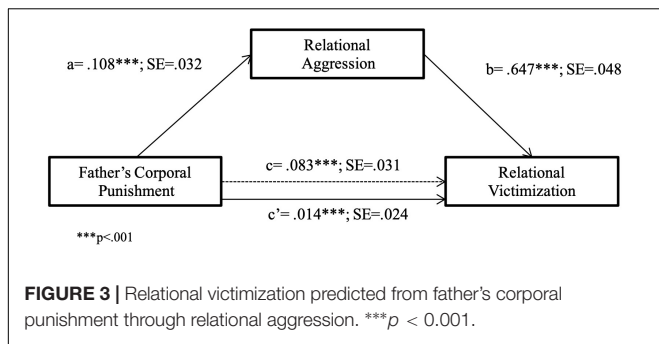 Relational
Aggression
a= .108***; SE=.032
b= .647***; SE=.048
Father's Corporal
Punishment
c= .083***; SE=.031
c’= .014***; SE=.024
Relational
Victimization
***p<.001
FIGURE 3 | Relational victimization predicted from father’s corporal
punishment through relational aggression. ***p < 0.001.